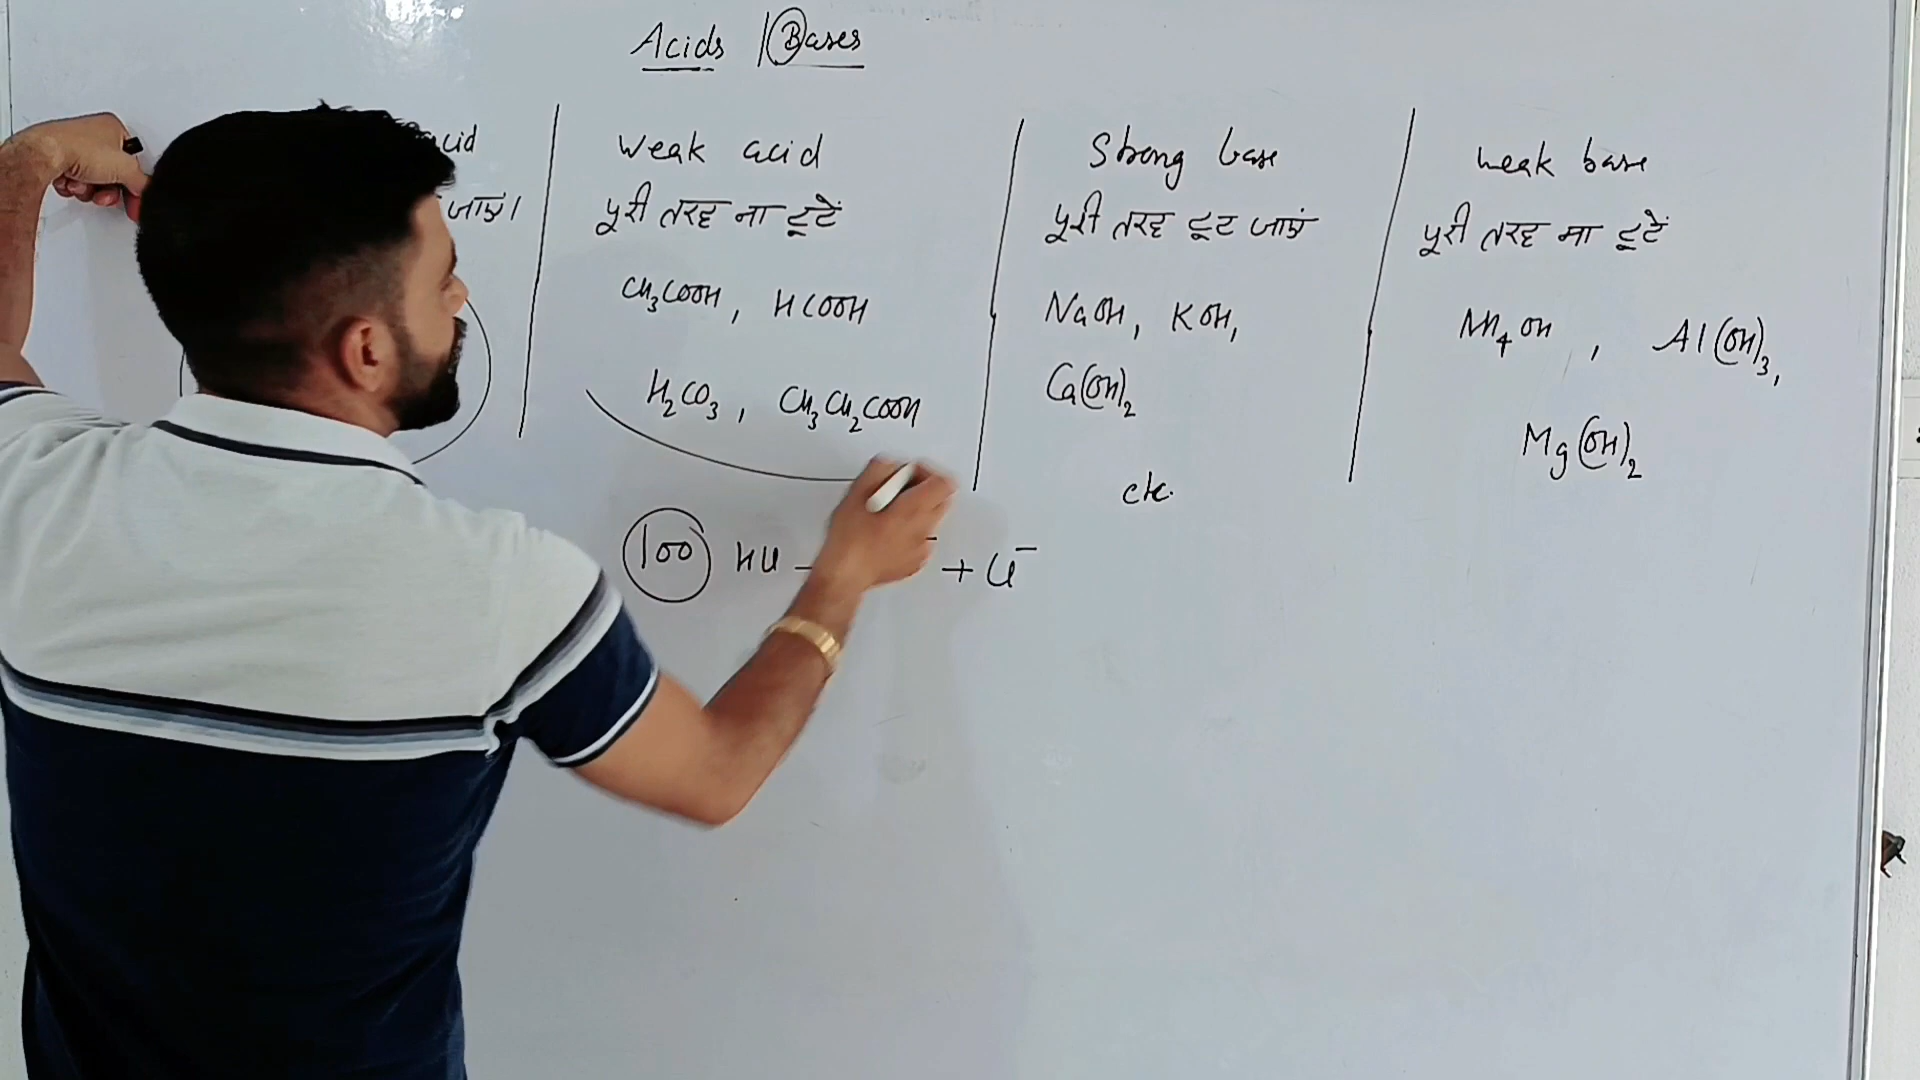 Acids | Bases
acid
जाएं।
Weak acid
पूरी तरह ना टूटें
CH₃COOH, HCOOH
H₂CO₃, CH₃CH₂COOH
Strong base
पूरी तरह टूट जाएं
NaOH, KOH,
Ca(OH)₂
etc.
weak base
पूरी तरह ना टूटें
NH₄OH, Al(OH)₃,
Mg(OH)₂
100 HCl + Cl⁻